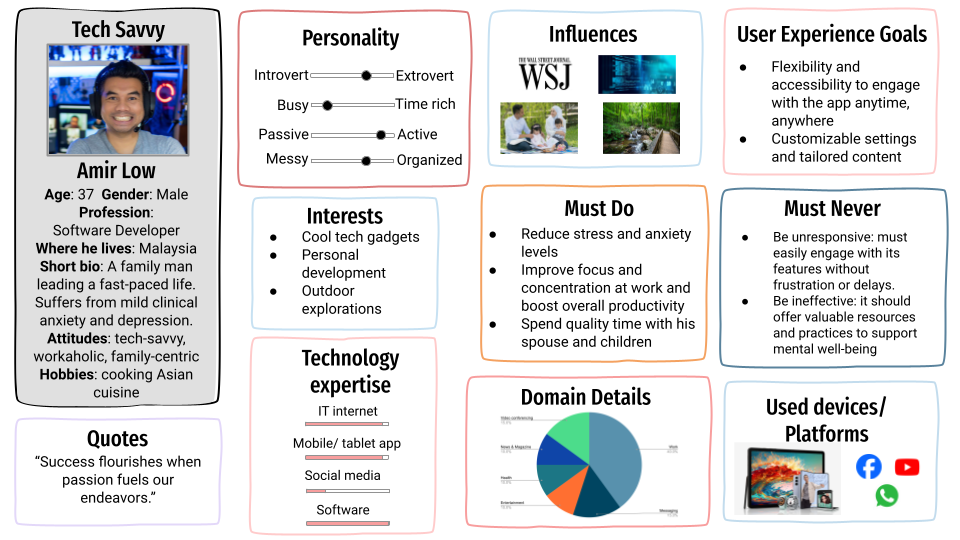 Tech Savvy
Amir Low
Age: 37 Gender: Male
Profession:
Software Developer
Where he lives: Malaysia
Short bio: A family man
leading a fast-paced life.
Suffers from mild clinical
anxiety and depression.
Attitudes: tech-savvy,
workaholic, family-centric
Hobbies: cooking Asian
cuisine
Quotes
“Success flourishes when
passion fuels our
endeavors.”
Personality
Introvert Extrovert
Busy Time rich
Passive Active
Messy Organized
Interests
● Cool tech gadgets
● Personal
development
● Outdoor
explorations
Technology
expertise
IT internet
Mobile/ tablet app
Social media
Software
Influences
THE WALL STREET JOURNAL
WSJ
Must Do
● Reduce stress and anxiety
levels
● Improve focus and
concentration at work and
boost overall productivity
● Spend quality time with his
spouse and children
Domain Details
Video conferencing
News & Magazine
Health
Entertainment
Work
Messaging
User Experience Goals
● Flexibility and
accessibility to engage
with the app anytime,
anywhere
● Customizable settings
and tailored content
Must Never
● Be unresponsive: must
easily engage with its
features without
frustration or delays.
● Be ineffective: it should
offer valuable resources
and practices to support
mental well-being
Used devices/
Platforms